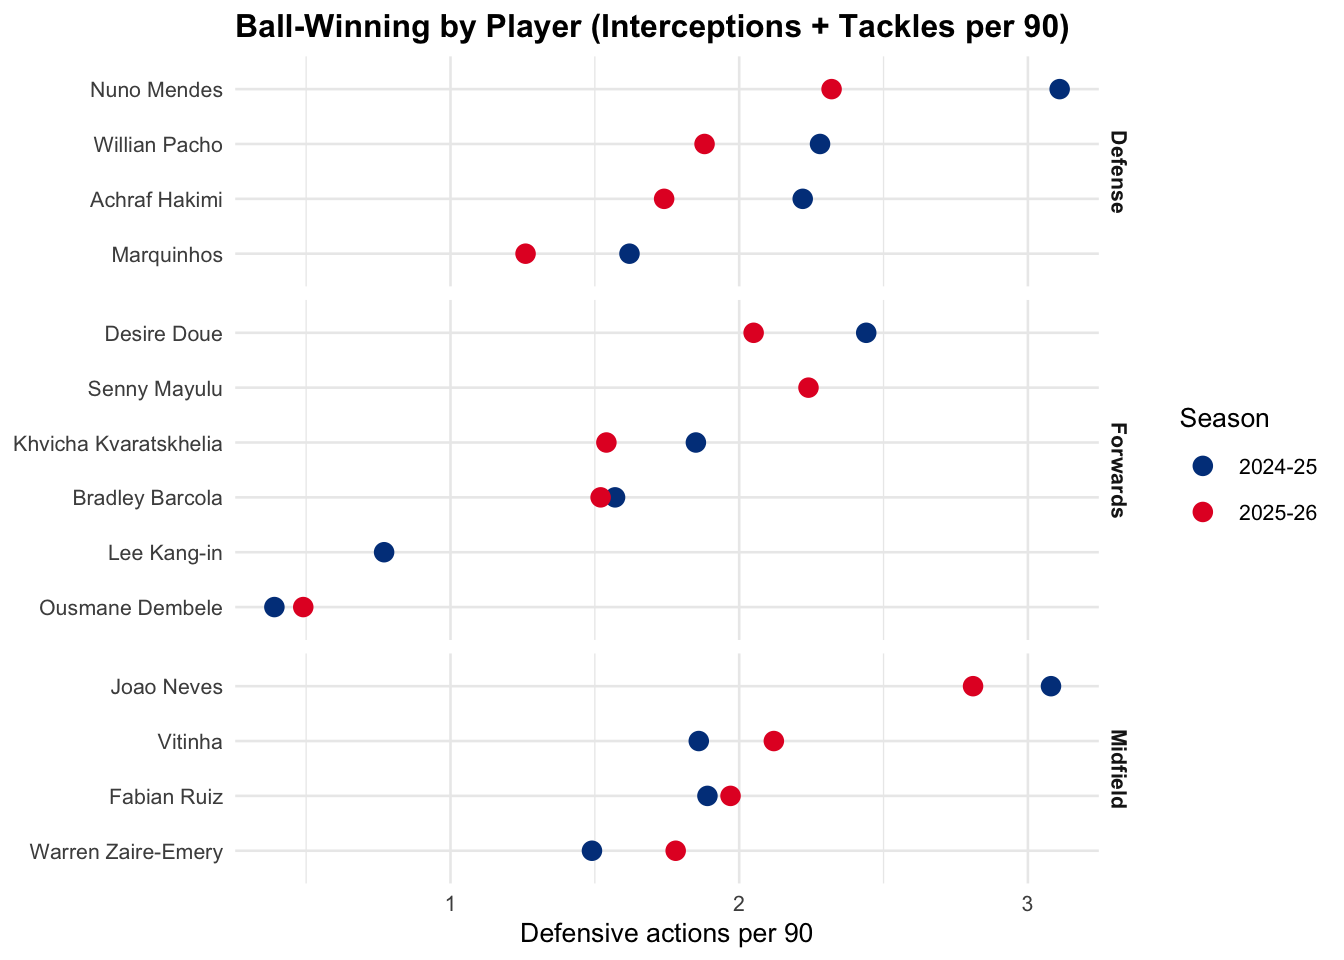 Ball-Winning by Player (Interceptions + Tackles per 90)
Nuno Mendes
Willian Pacho
Achraf Hakimi
Marquinhos
Defense
Desire Doue
Senny Mayulu
Khvicha Kvaratskhelia
Bradley Barcola
Lee Kang-in
Ousmane Dembele
Forwards
Joao Neves
Vitinha
Fabian Ruiz
Warren Zaire-Emery
Midfield
1 2 3
Defensive actions per 90
Season
2024-25
2025-26